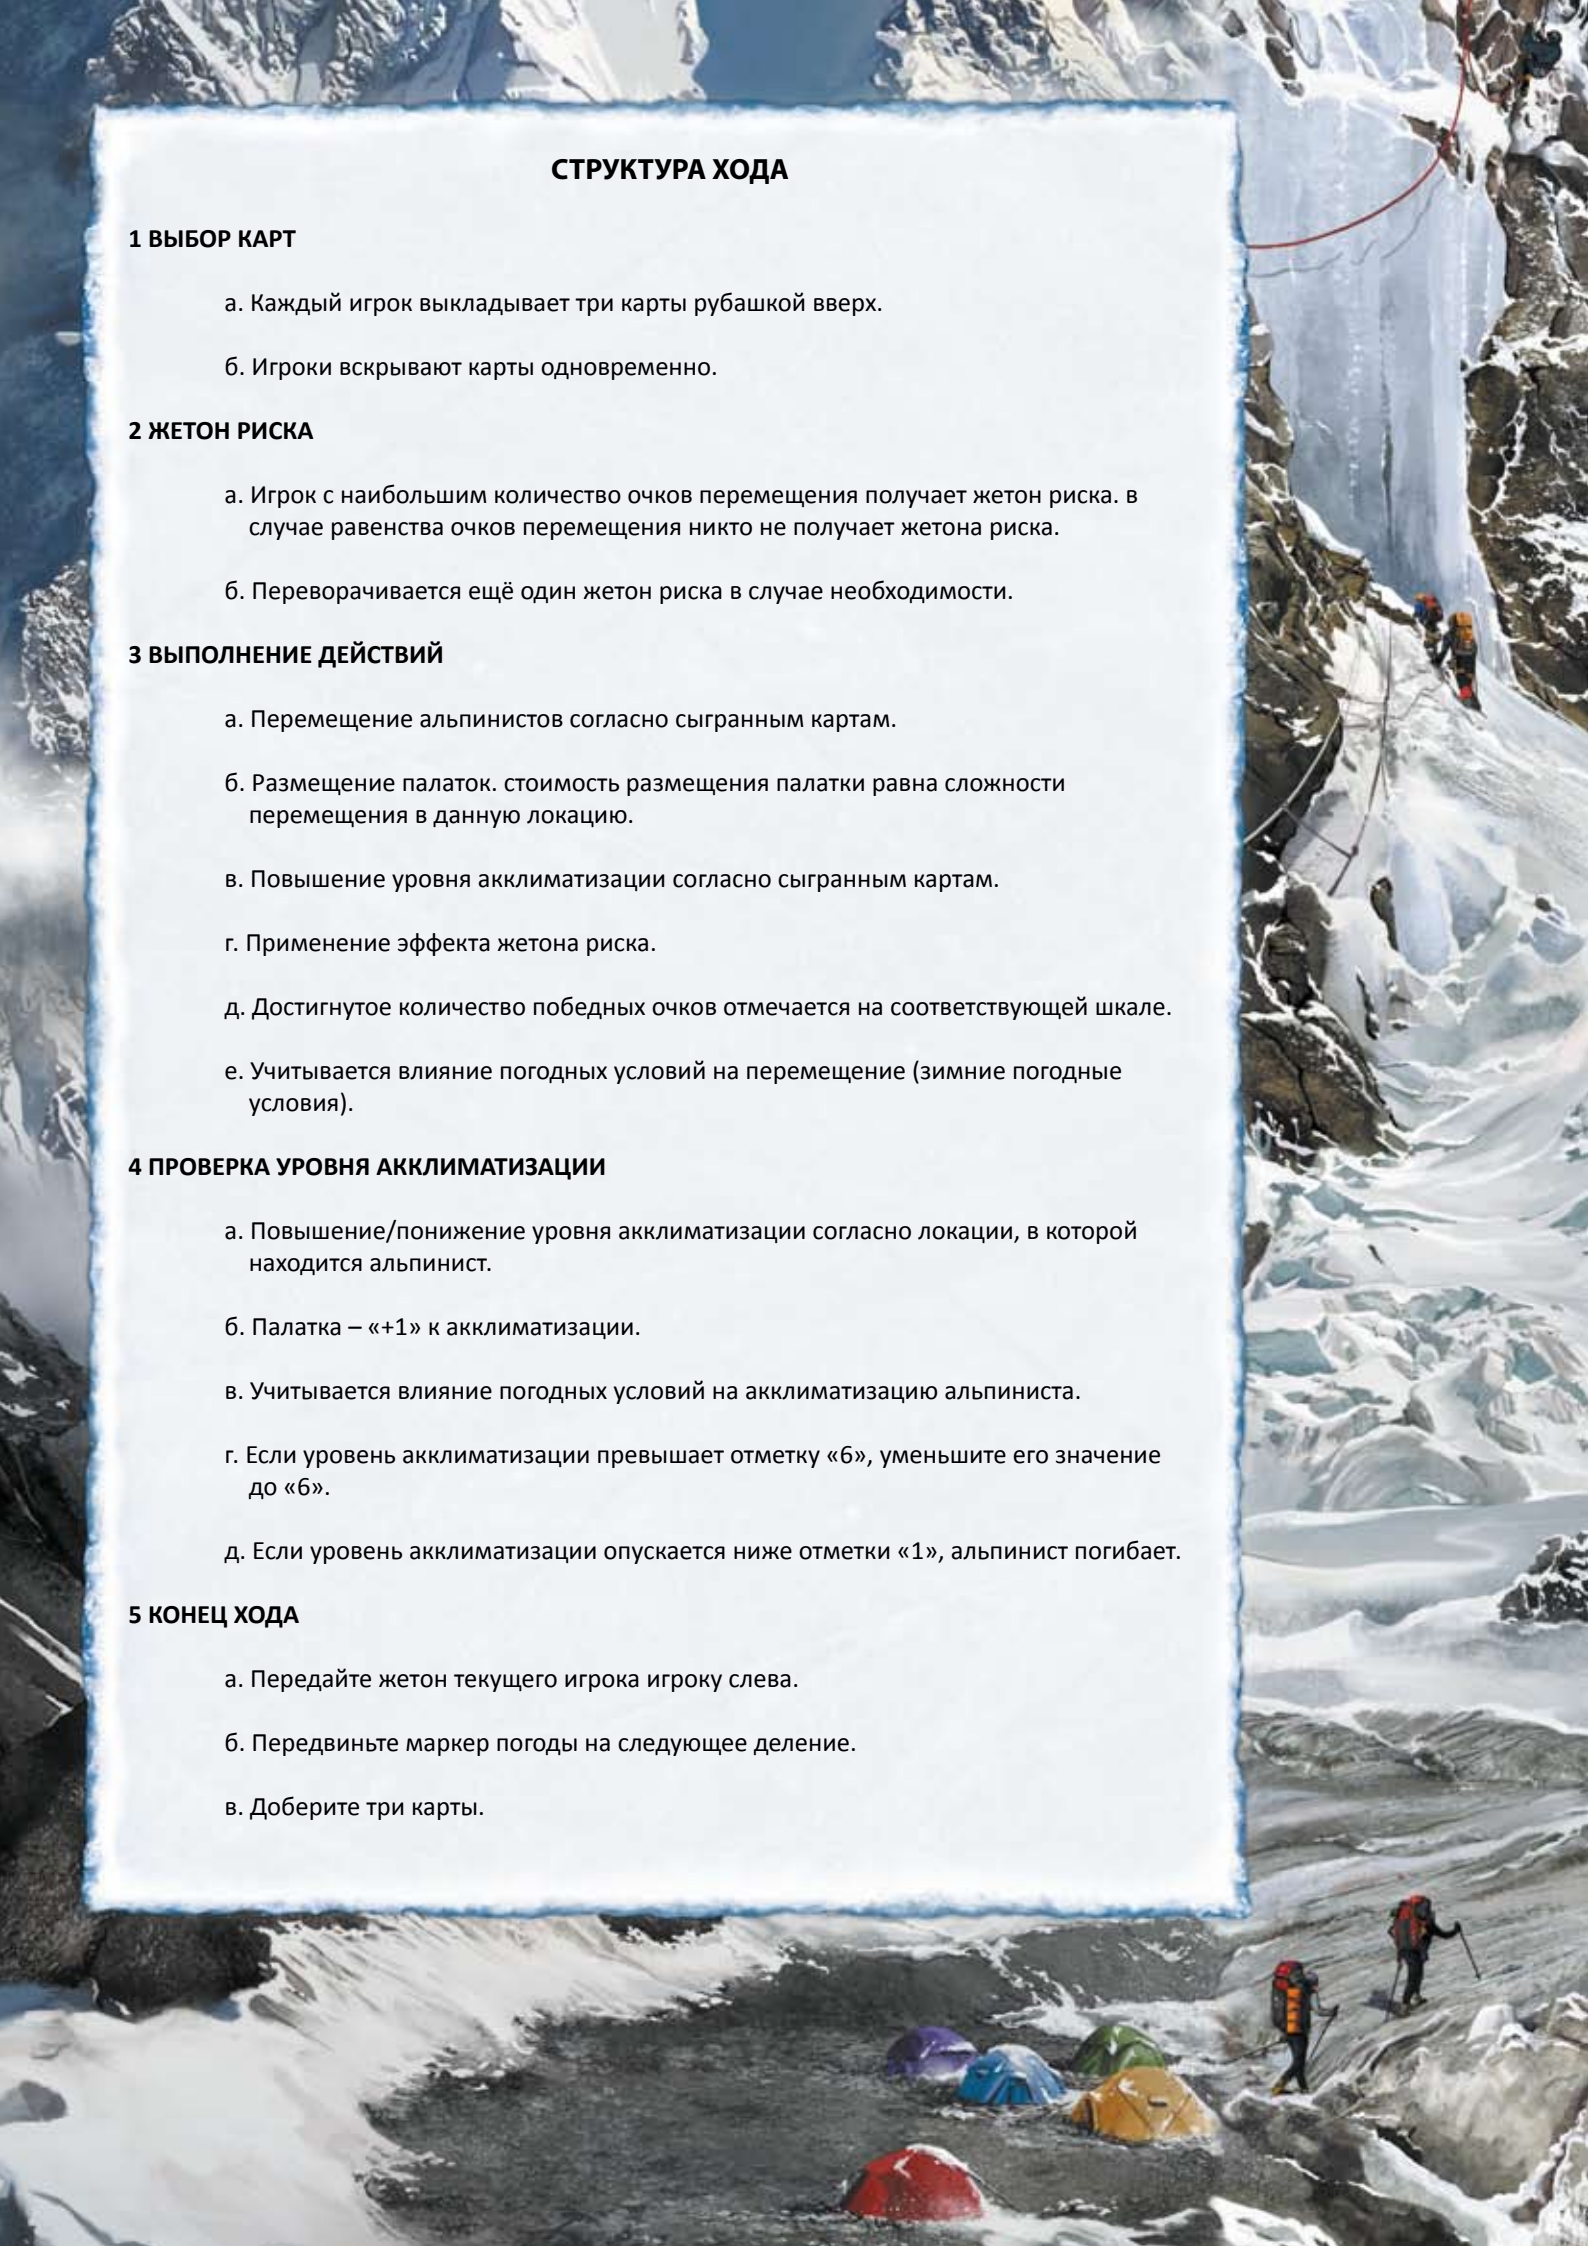 СТРУКТУРА ХОДА
1 ВЫБОР КАРТ
а. Каждый игрок выкладывает три карты рубашкой вверх.
б. Игроки вскрывают карты одновременно.
2 ЖЕТОН РИСКА
а. Игрок с наибольшим количество очков перемещения получает жетон риска. в
случае равенства очков перемещения никто не получает жетона риска.
б. Переворачивается ещё один жетон риска в случае необходимости.
3 ВЫПОЛНЕНИЕ ДЕЙСТВИЙ
а. Перемещение альпинистов согласно сыгранным картам.
б. Размещение палаток. стоимость размещения палатки равна сложности
перемещения в данную локацию.
в. Повышение уровня акклиматизации согласно сыгранным картам.
г. Применение эффекта жетона риска.
д. Достигнутое количество победных очков отмечается на соответствующей шкале.
е. Учитывается влияние погодных условий на перемещение (зимние погодные
условия).
4 ПРОВЕРКА УРОВНЯ АККЛИМАТИЗАЦИИ
а. Повышение/понижение уровня акклиматизации согласно локации, в которой
находится альпинист.
б. Палатка – «+1» к акклиматизации.
в. Учитывается влияние погодных условий на акклиматизацию альпиниста.
г. Если уровень акклиматизации превышает отметку «6», уменьшите его значение
до «6».
д. Если уровень акклиматизации опускается ниже отметки «1», альпинист погибает.
5 КОНЕЦ ХОДА
а. Передайте жетон текущего игрока игроку слева.
б. Передвиньте маркер погоды на следующее деление.
в. Доберите три карты.